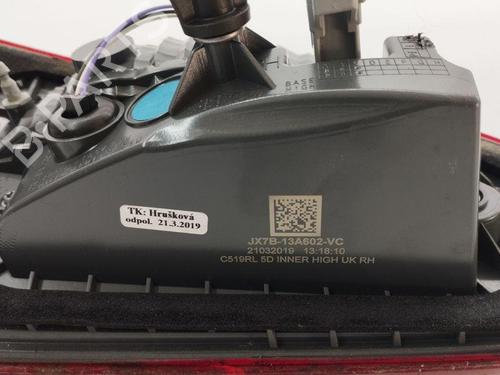 TK: Hrušková
odpol. 21.3.2019
JX7B-13A602-VC
21032019 13:18:10
C519RL 5D INNER HIGH UK RH
B-PARTS